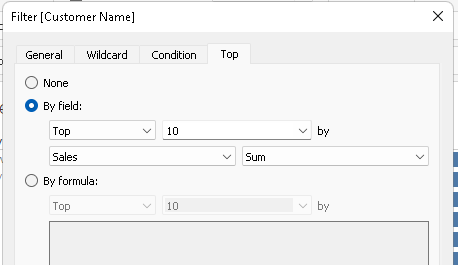 Filter [Customer Name]
General Wildcard Condition Top
None
By field:
Top 10 by
Sales Sum
By formula:
Top 10 by